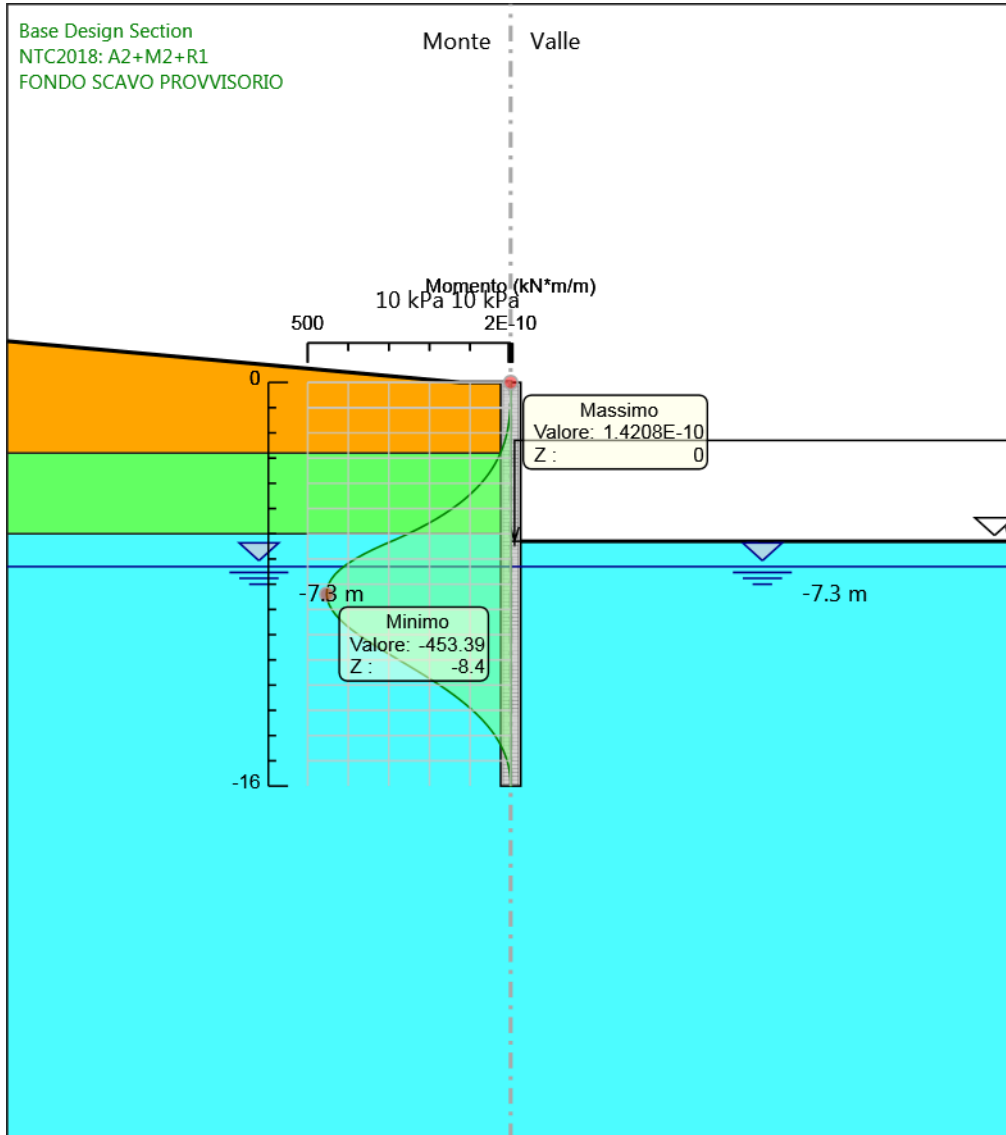 Base Design Section
NTC2018: A2+M2+R1
FONDO SCAVO PROVVISORIO
Monte Valle
Momento (kN*m/m)
10 kPa 10 kPa
500 2E-10
0
Massimo
Valore: 1.4208E-10
Z : 0
-7.3 m -7.3 m
Minimo
Valore: -453.39
Z : -8.4
-16